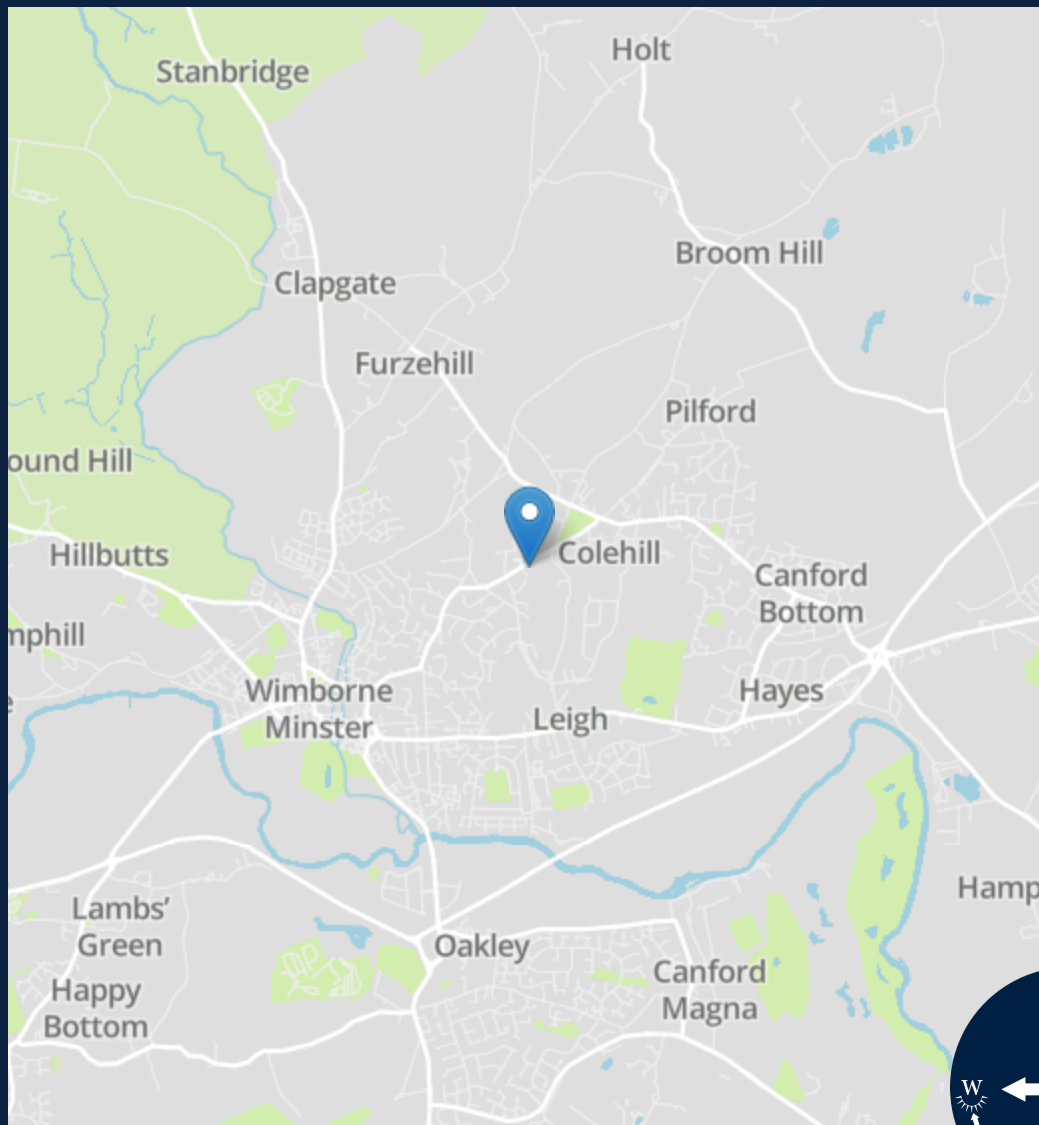 Stanbridge
Holt
Broom Hill
Clapgate
Furzehill
Pilford
ound Hill
Hillbutts
Colehill
Canford
Bottom
mphill
Wimborne
Minster
Hayes
Leigh
Lambs’
Green
Hamp
Oakley
Canford
Magna
Happy
Bottom
W